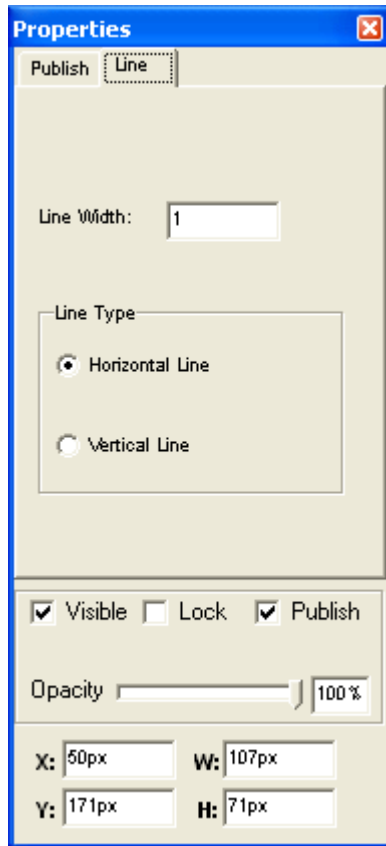 Properties
Publish Line
Line Width: 1
Line Type
Horizontal Line
Vertical Line
Visible Lock Publish
Opacity 100%
X: 50px W: 107px
Y: 171px H: 71px